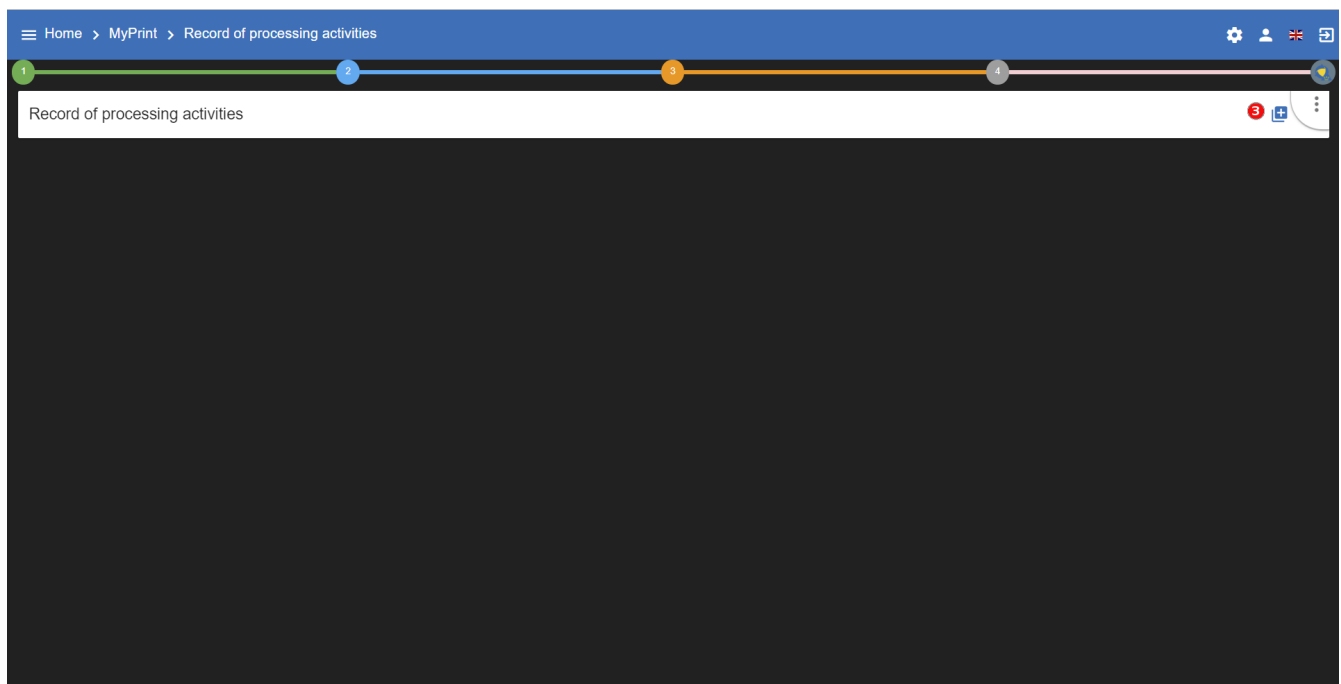 Home > MyPrint > Record of processing activities
1 2 3 4
Record of processing activities
3